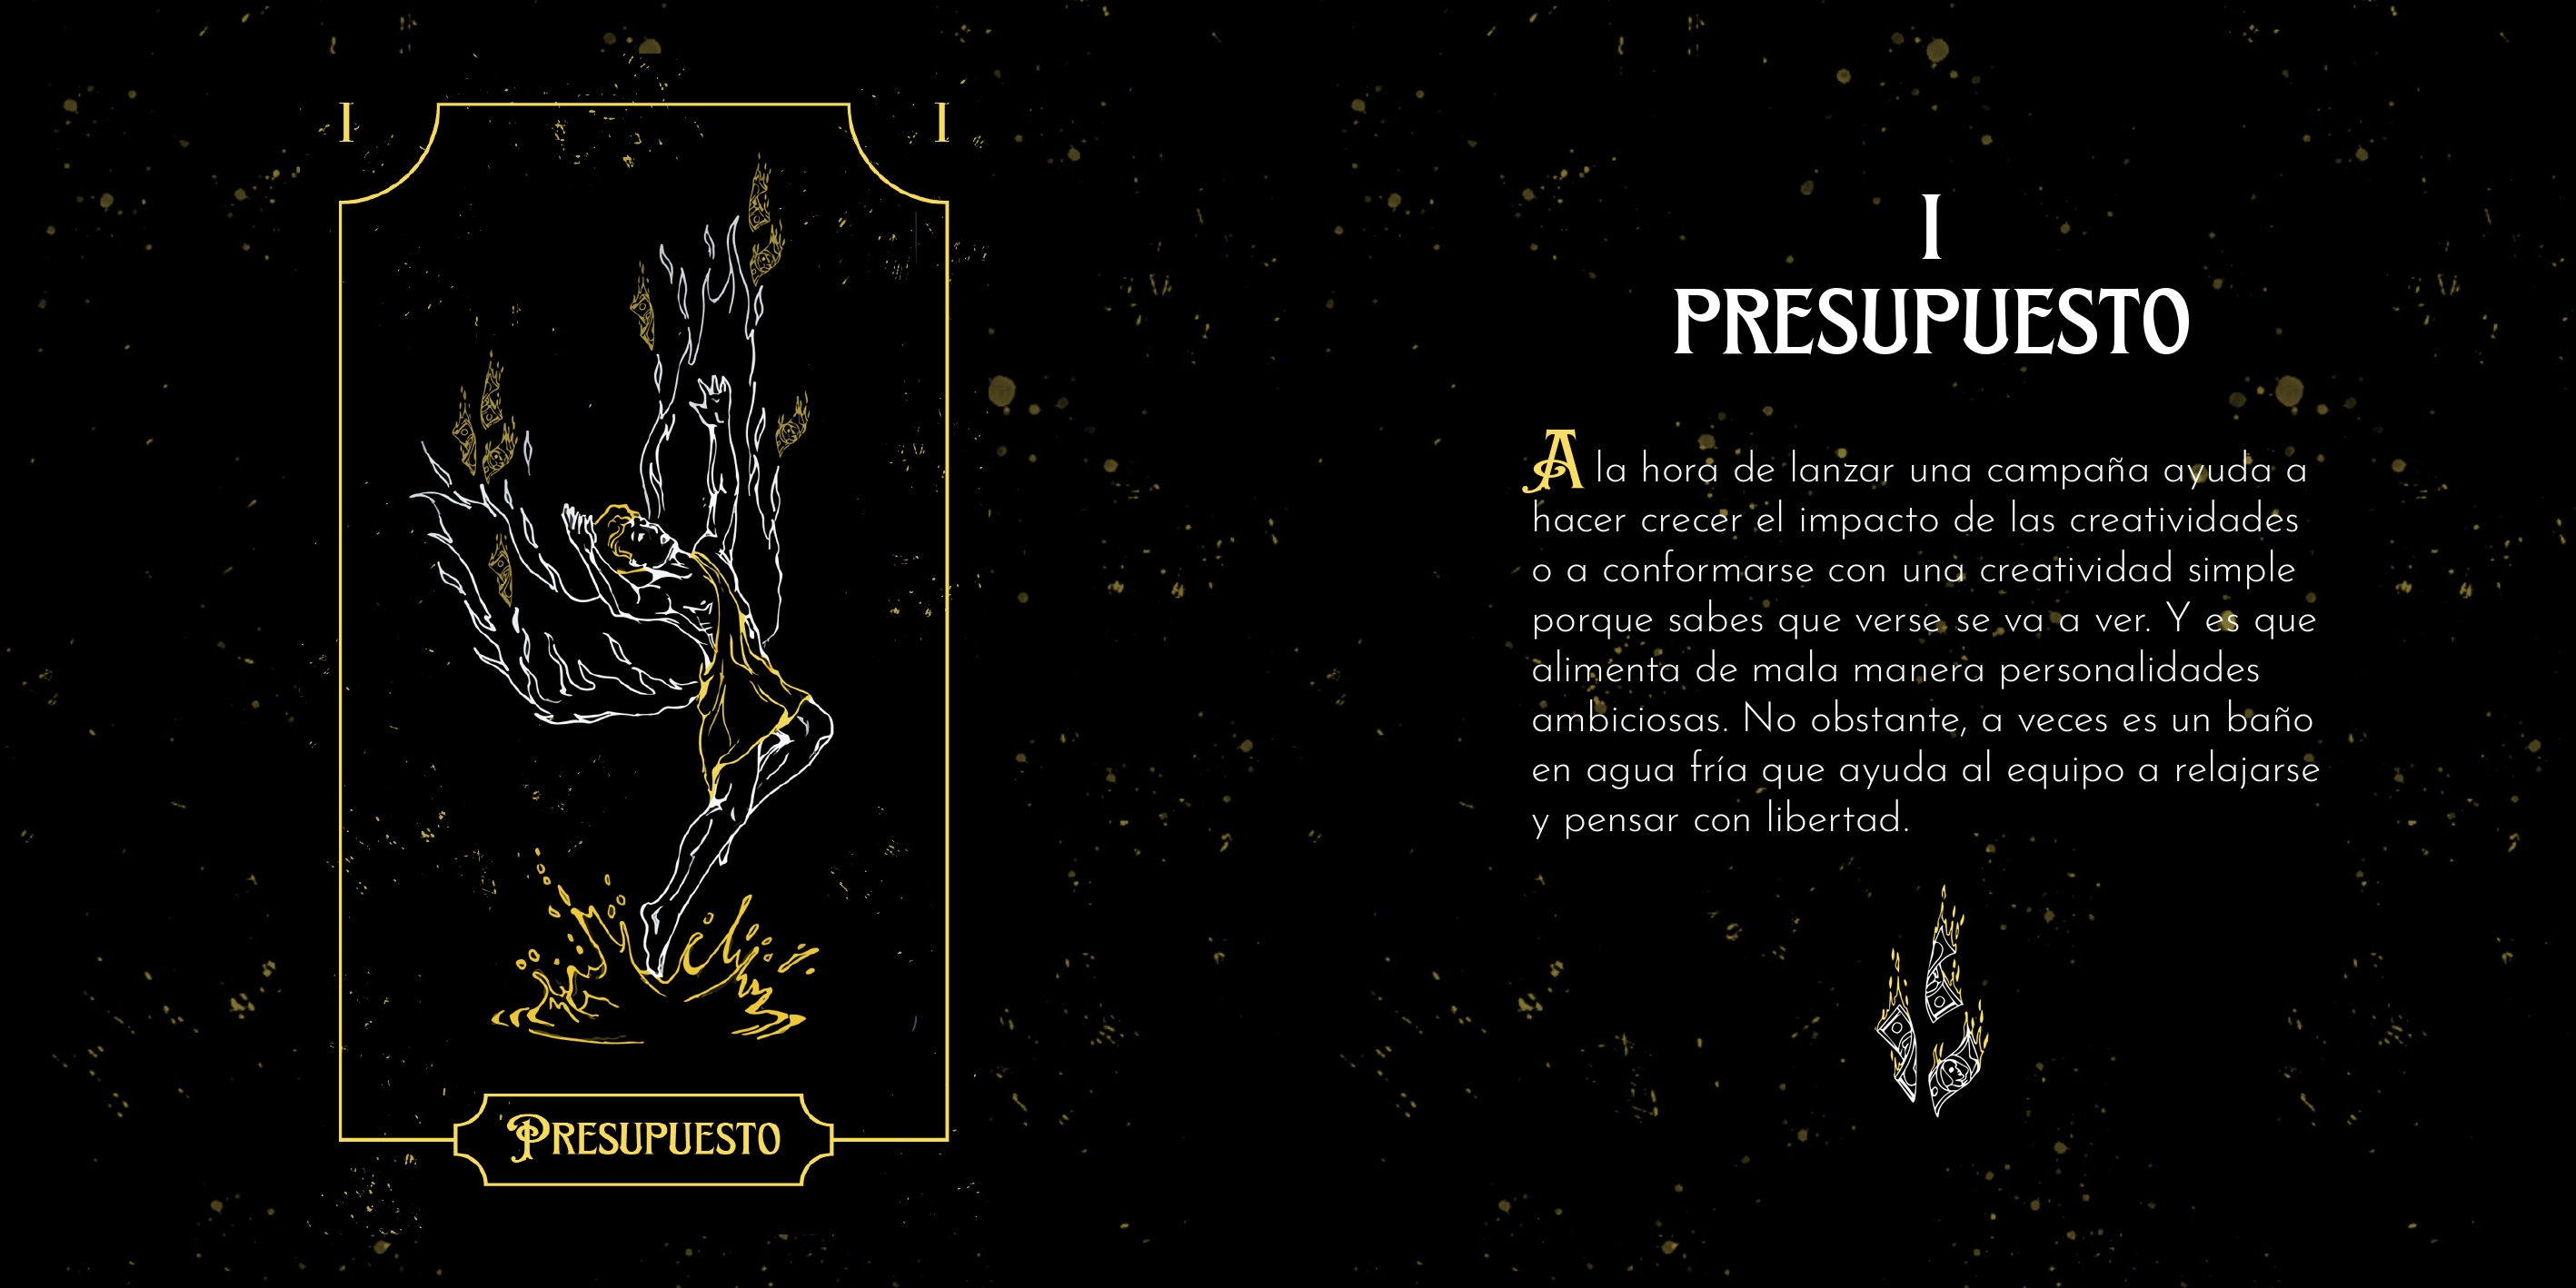 I I
PRESUPUESTO
I
PRESUPUESTO
A la hora de lanzar una campaña ayuda a
hacer crecer el impacto de las creatividades
o a conformarse con una creatividad simple
porque sabes que verse se va a ver. Y es que
alimenta de mala manera personalidades
ambiciosas. No obstante, a veces es un baño
en agua fría que ayuda al equipo a relajarse
y pensar con libertad.